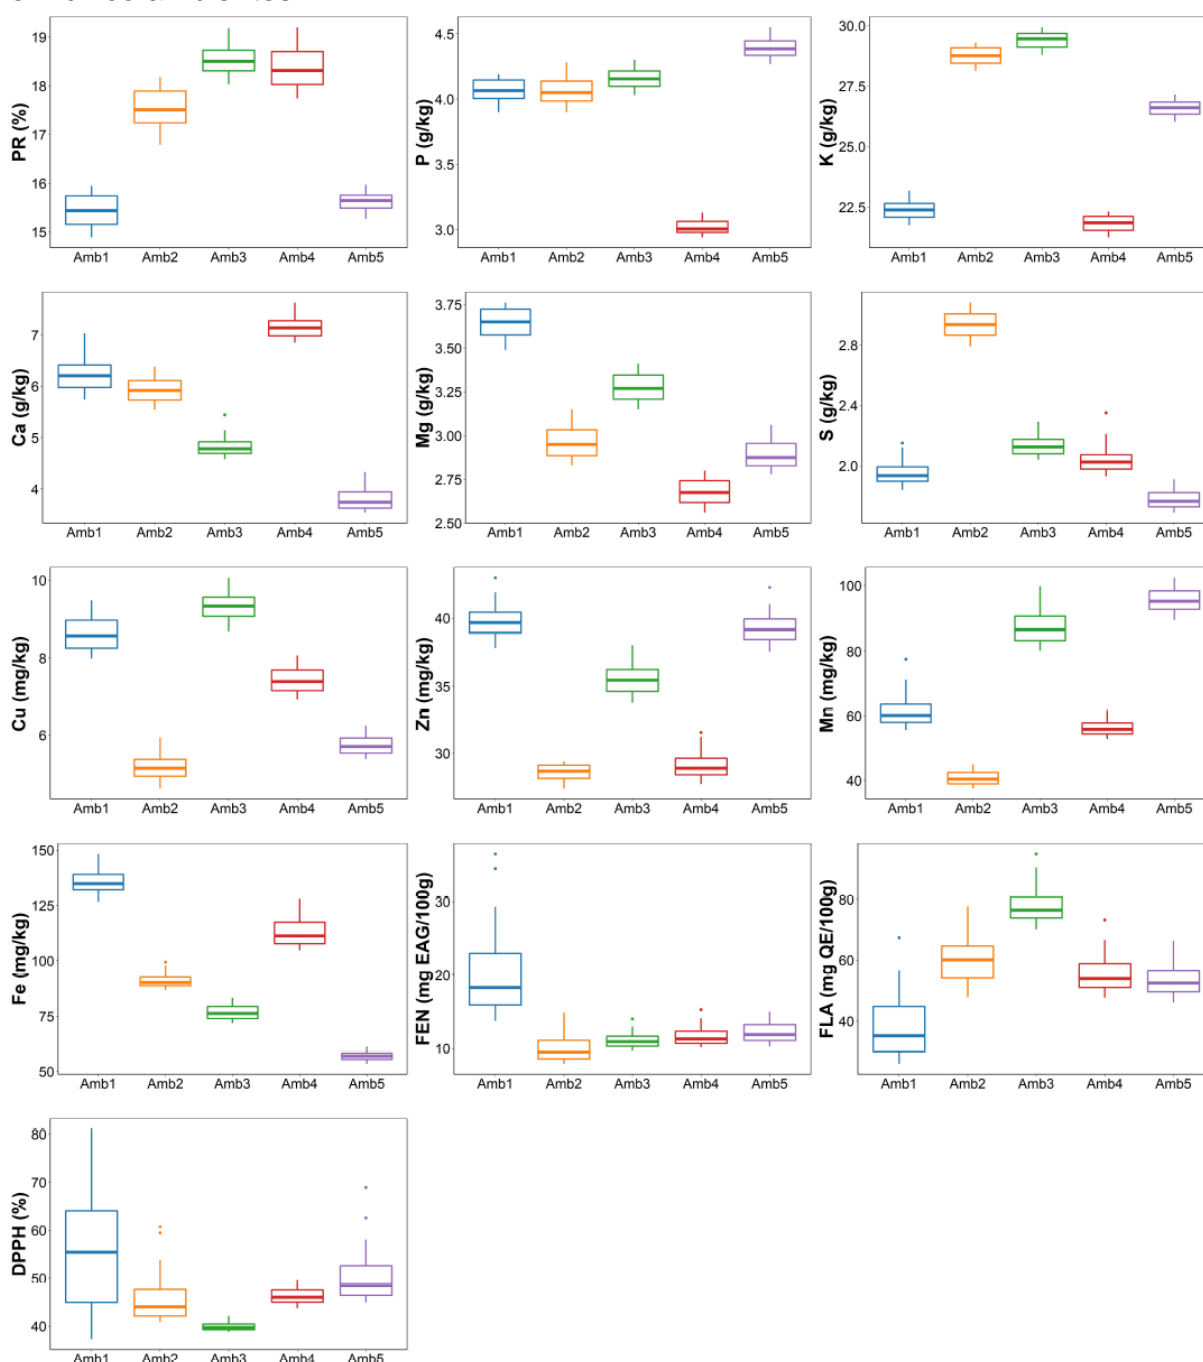 PR (%)
19
18
17
16
15
Amb1 Amb2 Amb3 Amb4 Amb5
P (g/kg)
4.5
4.0
3.5
3.0
Amb1 Amb2 Amb3 Amb4 Amb5
K (g/kg)
30.0
27.5
25.0
22.5
Amb1 Amb2 Amb3 Amb4 Amb5
Ca (g/kg)
7
6
5
4
Amb1 Amb2 Amb3 Amb4 Amb5
Mg (g/kg)
3.75
3.50
3.25
3.00
2.75
2.50
Amb1 Amb2 Amb3 Amb4 Amb5
S (g/kg)
2.8
2.4
2.0
Amb1 Amb2 Amb3 Amb4 Amb5
Cu (mg/kg)
10
8
6
Amb1 Amb2 Amb3 Amb4 Amb5
Zn (mg/kg)
40
35
30
Amb1 Amb2 Amb3 Amb4 Amb5
Mn (mg/kg)
100
80
60
40
Amb1 Amb2 Amb3 Amb4 Amb5
Fe (mg/kg)
150
125
100
75
50
Amb1 Amb2 Amb3 Amb4 Amb5
FEN (mg EAG/100g)
30
20
10
Amb1 Amb2 Amb3 Amb4 Amb5
FLA (mg QE/100g)
80
60
40
Amb1 Amb2 Amb3 Amb4 Amb5
DPPH (%)
80
70
60
50
40
Amb1 Amb2 Amb3 Amb4 Amb5